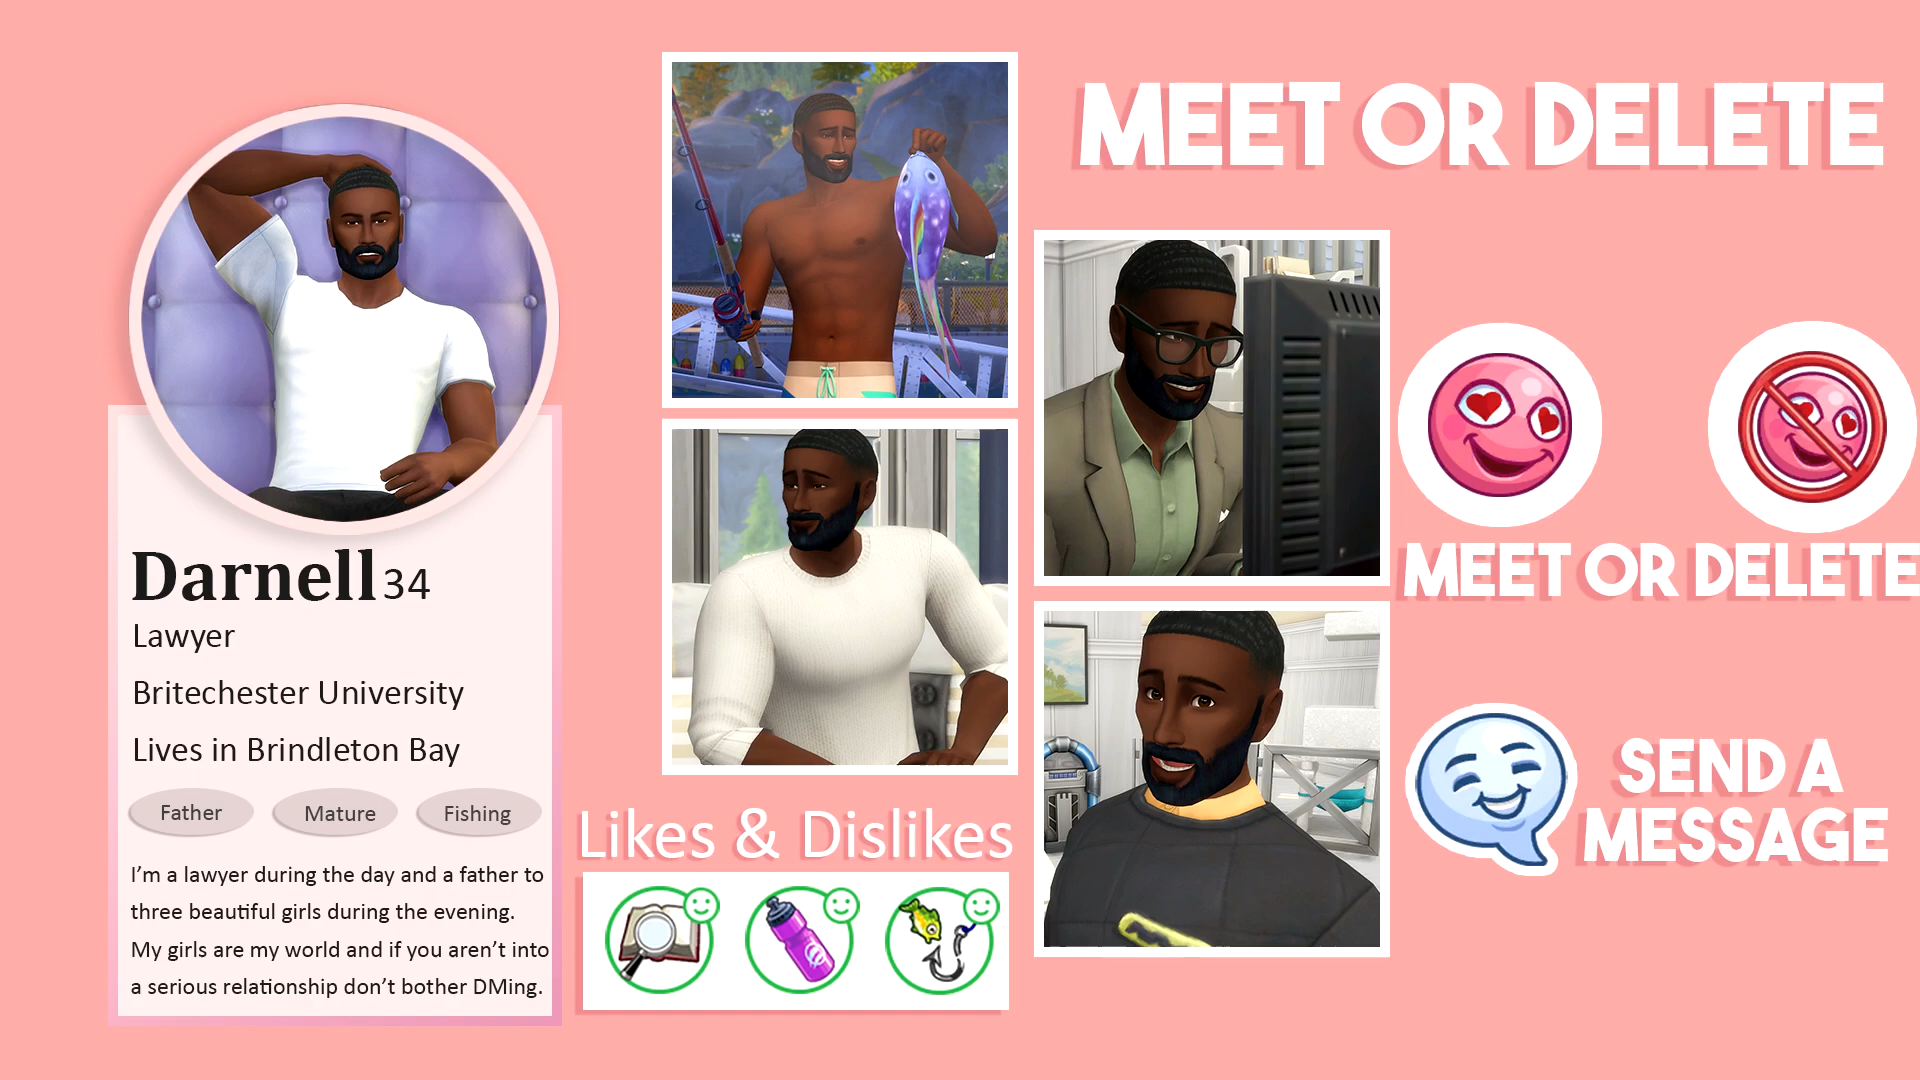 MEET OR DELETE
Darnell 34
Lawyer
Britechester University
Lives in Brindleton Bay
Father
Mature
Fishing
I'm a lawyer during the day and a father to
three beautiful girls during the evening.
My girls are my world and if you aren't into
a serious relationship don't bother DMing.
Likes & Dislikes
MEET OR DELETE
SEND A
MESSAGE